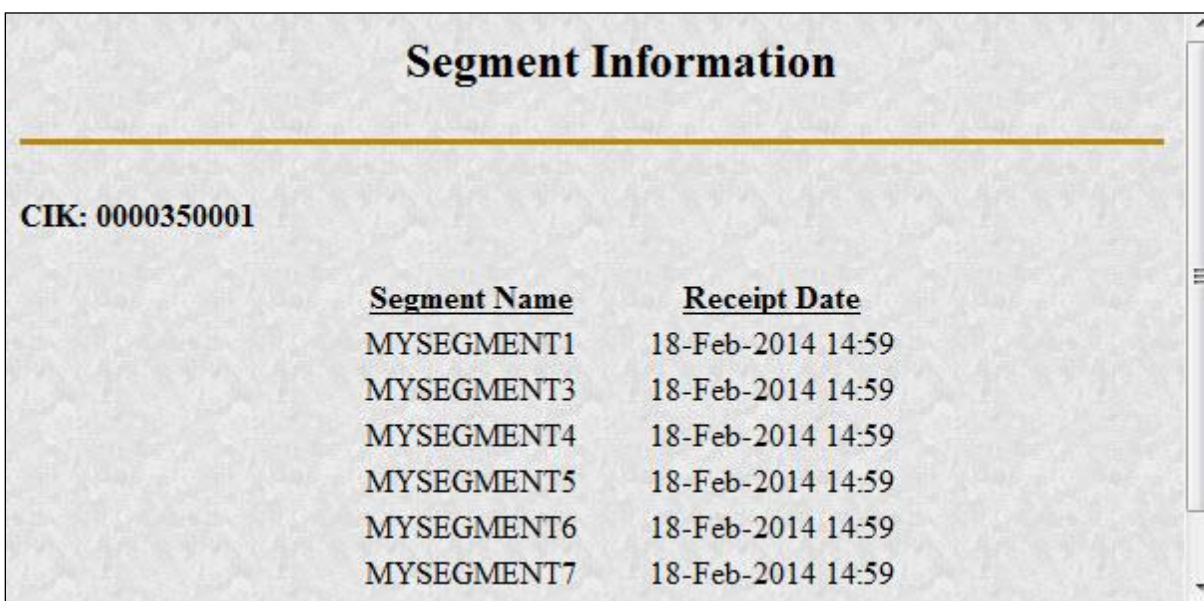 Segment Information
CIK: 0000350001
Segment Name Receipt Date
MYSEGMENT1 18-Feb-2014 14:59
MYSEGMENT3 18-Feb-2014 14:59
MYSEGMENT4 18-Feb-2014 14:59
MYSEGMENT5 18-Feb-2014 14:59
MYSEGMENT6 18-Feb-2014 14:59
MYSEGMENT7 18-Feb-2014 14:59